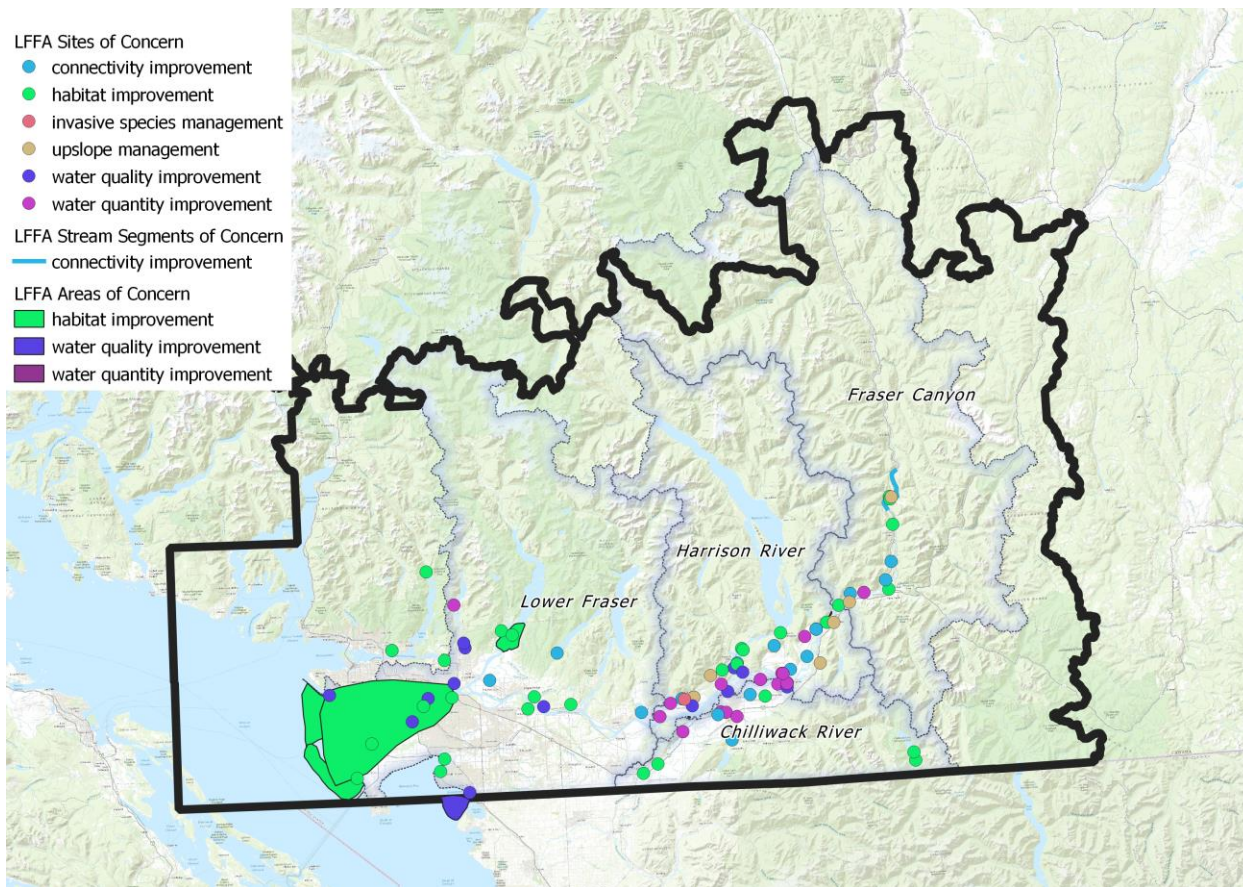 LFFA Sites of Concern
connectivity improvement
habitat improvement
invasive species management
upslope management
water quality improvement
water quantity improvement
LFFA Stream Segments of Concern
connectivity improvement
LFFA Areas of Concern
habitat improvement
water quality improvement
water quantity improvement
Fraser Canyon
Harrison River
Lower Fraser
Chilliwack River